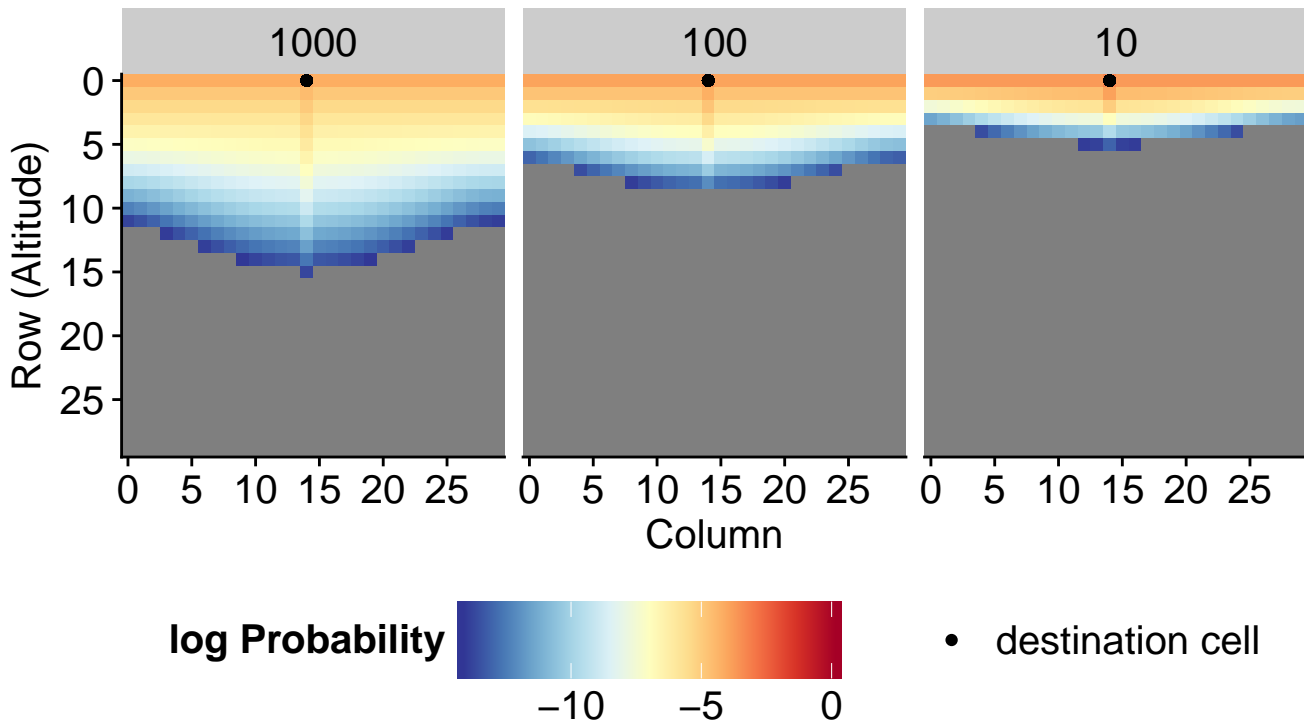 1000 100 10
Row (Altitude)
0
5
10
15
20
25
0 5 10 15 20 25 0 5 10 15 20 25 0 5 10 15 20 25
Column
log Probability
−10 −5 0
destination cell